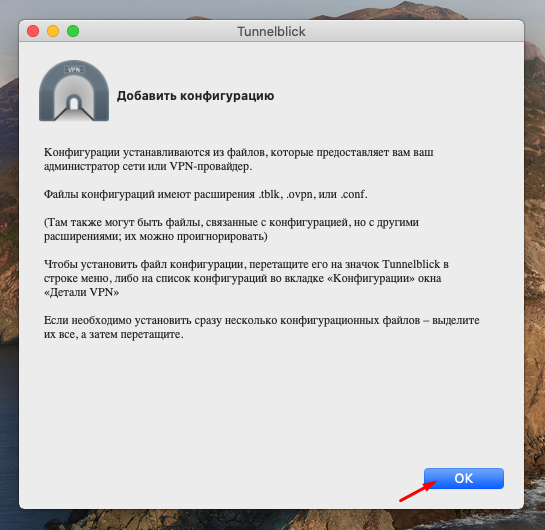 Tunnelblick
VPN
Добавить конфигурацию
Конфигурации устанавливаются из файлов, которые предоставляет вам ваш
администратор сети или VPN-провайдер.
Файлы конфигураций имеют расширения .tblk, .ovpn, или .conf.
(Там также могут быть файлы, связанные с конфигурацией, но с другими
расширениями; их можно проигнорировать)
Чтобы установить файл конфигурации, перетащите его на значок Tunnelblick в
строке меню, либо на список конфигураций во вкладке «Конфигурации» окна
«Детали VPN»
Если необходимо установить сразу несколько конфигурационных файлов – выделите
их все, а затем перетащите.
OK